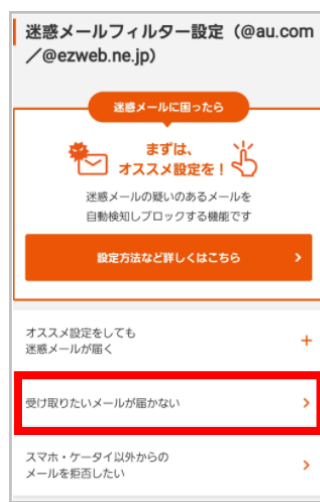 迷惑メールフィルター設定（@au.com
／@ezweb.ne.jp）
迷惑メールに困ったら
まずは、
オススメ設定を！
迷惑メールの疑いのあるメールを
自動検知しブロックする機能です
設定方法など詳しくはこちら
オススメ設定をしても
迷惑メールが届く
受け取りたいメールが届かない
スマホ・ケータイ以外からの
メールを拒否したい